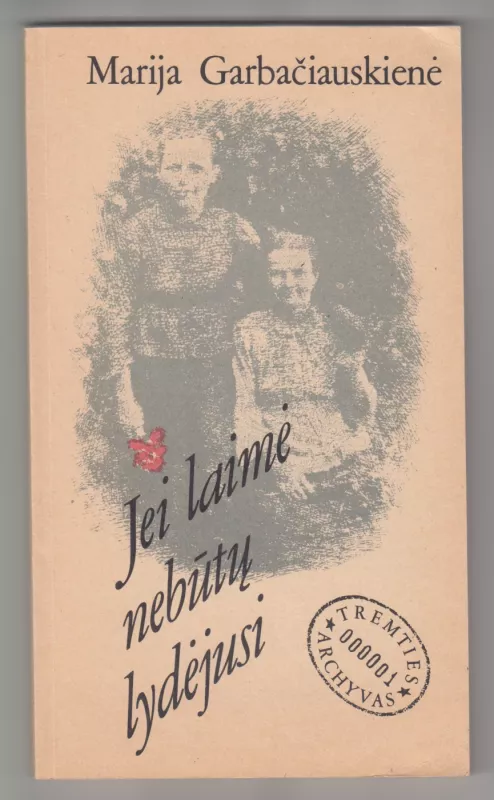 Marija Garbačiauskienė
Jei laimė
nebūtų
lydėjusi
TREMTIES
000001
ARCHYVAS